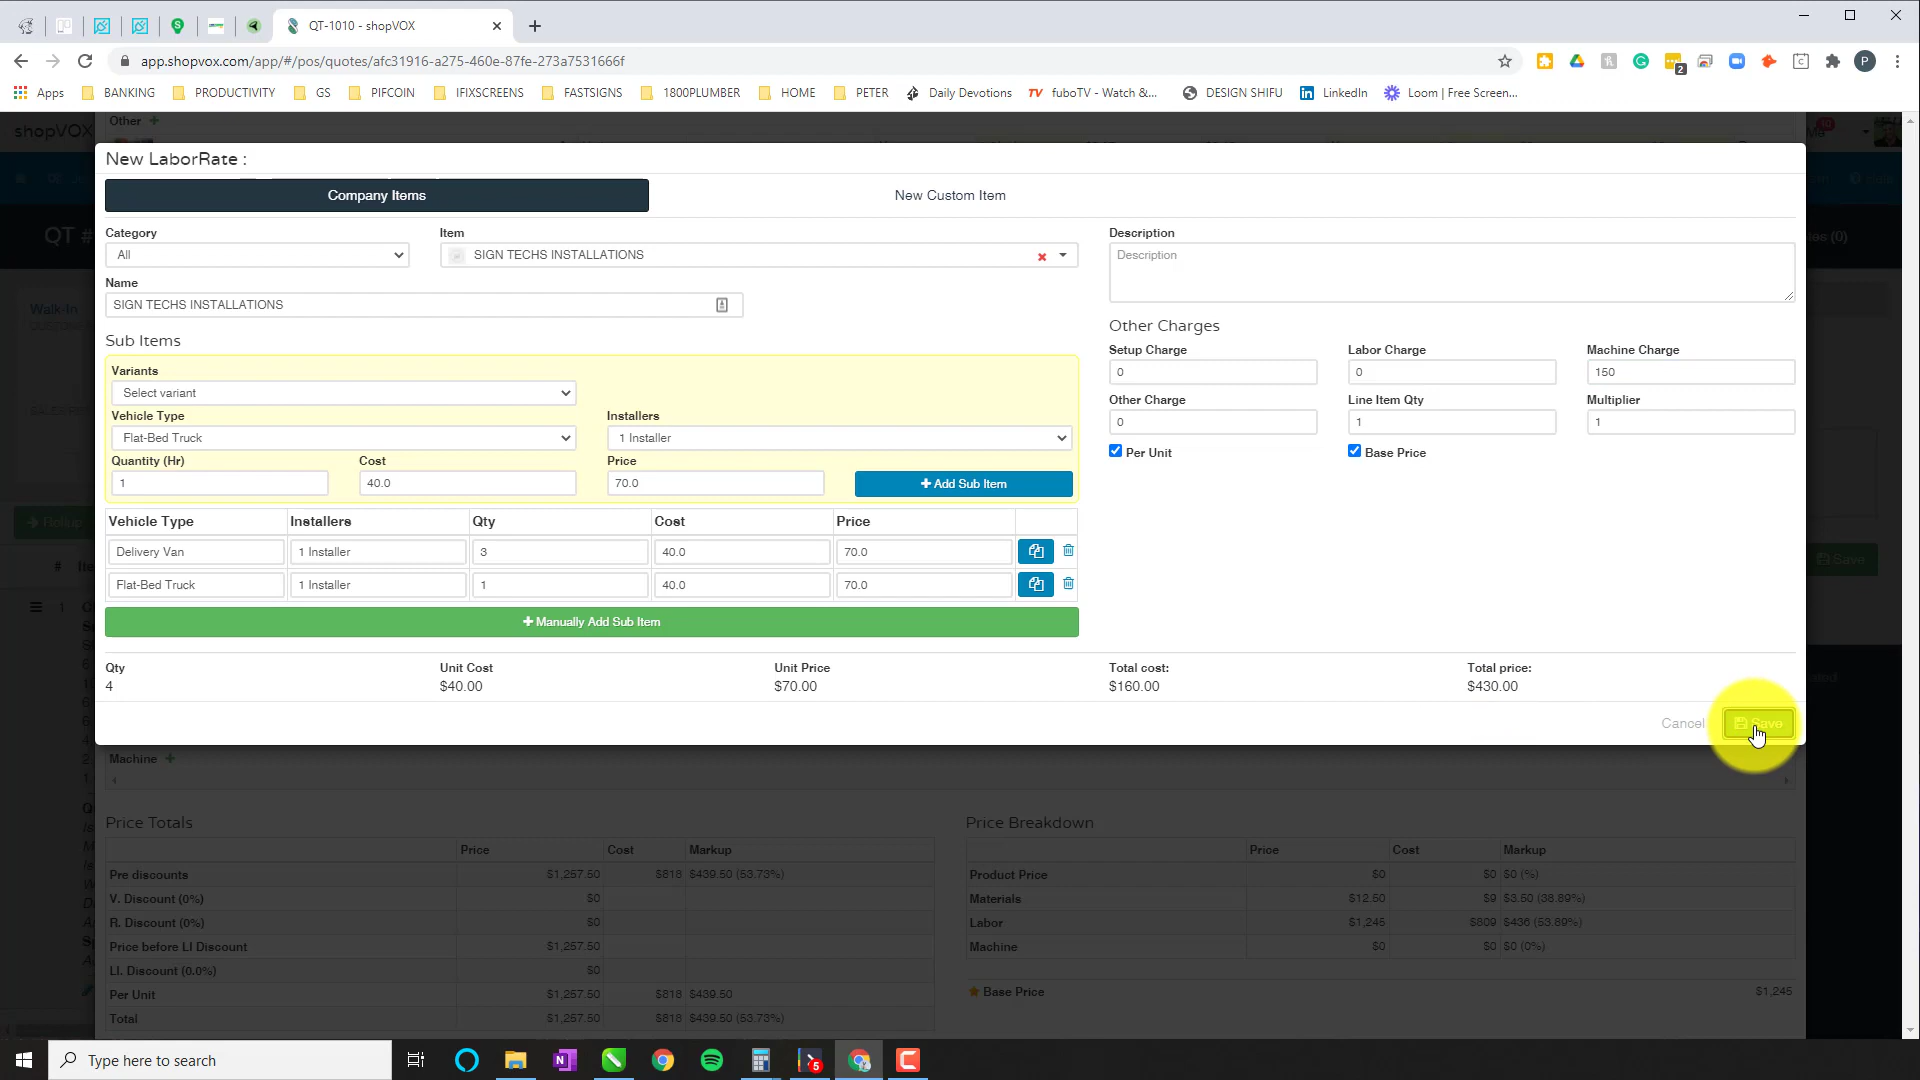 QT-1010 - shopVOX
app.shopvox.com/app/#/pos/quotes/afc31916-a275-460e-87fe-273a7531666f
2
P
Apps BANKING PRODUCTIVITY GS PIFCOIN IFIXSCREENS FASTSIGNS 1800PLUMBER HOME PETER Daily Devotions TV fuboTV - Watch &... DESIGN SHIFU LinkedIn Loom | Free Screen...
Other
shopVOX
New LaborRate :
Company Items New Custom Item
QT #
(0)
Category Item Description
All SIGN TECHS INSTALLATIONS Description
Name
SIGN TECHS INSTALLATIONS
Walk-In
Sub Items Other Charges
Variants Setup Charge Labor Charge Machine Charge
Select variant 0 0 150
Vehicle Type Installers Other Charge Line Item Qty Multiplier
Flat-Bed Truck 1 Installer 0 1 1
Quantity (Hr) Cost Price Per Unit Base Price
1 40.0 70.0 Add Sub Item
Vehicle Type Installers Qty Cost Price
Delivery Van 1 Installer 3 40.0 70.0
Save
Flat-Bed Truck 1 Installer 1 40.0 70.0
# 
1
Manually Add Sub Item
Qty Unit Cost Unit Price Total cost: Total price:
4 $40.00 $70.00 $160.00 $430.00
Cancel Save
Machine
Price Totals Price Breakdown
Price Cost Markup Price Cost Markup
Pre discounts $1,257.50 $818 $439.50 (53.73%) Product Price $0 $0 $0 (%)
V. Discount (0%) $0 Materials $12.50 $9 $3.50 (38.89%)
R. Discount (0%) $0 Labor $1,245 $809 $436 (53.89%)
Price before LI Discount $1,257.50 Machine $0 $0 $0 (0%)
LI. Discount (0.0%) $0
Per Unit $1,257.50 $818 $439.50 Base Price $1,245
Total $1,257.50 $818 $439.50 (53.73%)
Type here to search
N
5